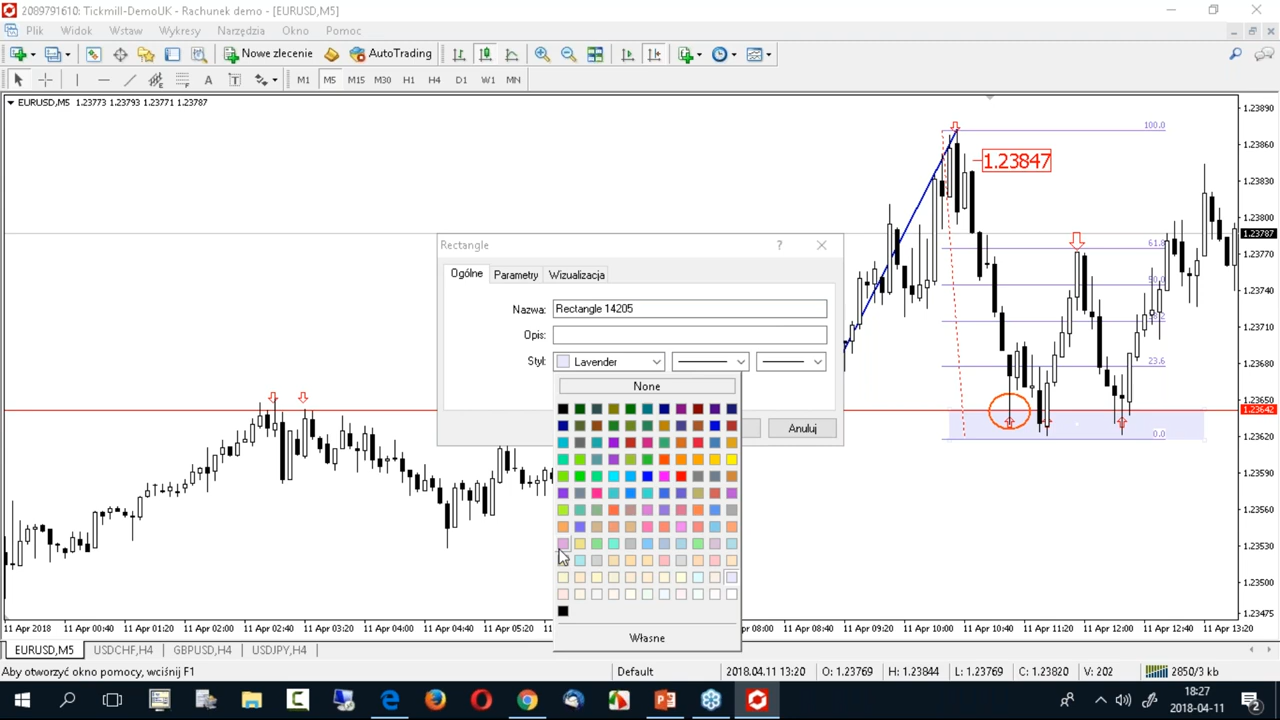 2089791610: Tickmill-DemoUK - Rachunek demo - [EURUSD,M5]
Plik Widok Wstaw Wykresy Narzędzia Okno Pomoc
Nowe zlecenie AutoTrading
A T M1 M5 M15 M30 H1 H4 D1 W1 MN
EURUSD,M5 1.23773 1.23793 1.23771 1.23787
1.23890
100.0
1.23847
1.23860
1.23830
1.23800
1.23787
61.8
1.23770
50.0
1.23740
38.2
1.23710
23.6
1.23680
1.23650
1.23642
0.0
1.23620
1.23590
1.23560
1.23530
1.23500
1.23475
Rectangle
Ogólne Parametry Wizualizacja
Nazwa: Rectangle 14205
Opis:
Styl: Lavender
None
Anuluj
Własne
11 Apr 2018 11 Apr 00:40 11 Apr 01:20 11 Apr 02:00 11 Apr 02:40 11 Apr 03:20 11 Apr 04:00 11 Apr 04:40 11 Apr 05:20 08:00 11 Apr 08:40 11 Apr 09:20 11 Apr 10:00 11 Apr 10:40 11 Apr 11:20 11 Apr 12:00 11 Apr 12:40 11 Apr 13:20
EURUSD,M5 USDCHF,H4 GBPUSD,H4 USDJPY,H4
Aby otworzyć okno pomocy, wciśnij F1 Default 2018.04.11 13:20 O: 1.23769 H: 1.23844 L: 1.23769 C: 1.23820 V: 202 2850/3 kb
18:27
2018-04-11
2